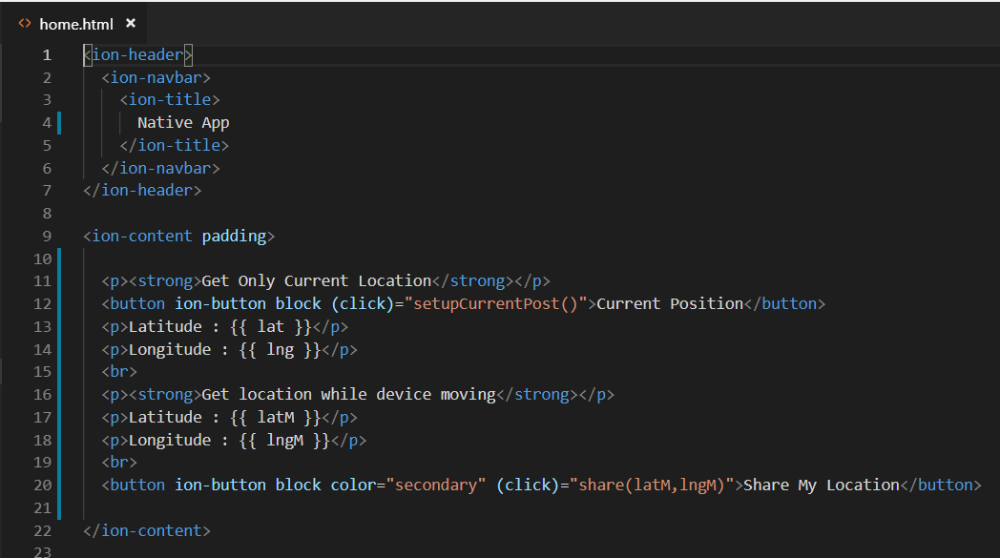 <> home.html ×
1 <ion-header>
2   <ion-navbar>
3     <ion-title>
4       Native App
5     </ion-title>
6   </ion-navbar>
7 </ion-header>
8
9 <ion-content padding>
10
11   <p><strong>Get Only Current Location</strong></p>
12   <button ion-button block (click)="setupCurrentPost()">Current Position</button>
13   <p>Latitude : {{ lat }}</p>
14   <p>Longitude : {{ lng }}</p>
15   <br>
16   <p><strong>Get location while device moving</strong></p>
17   <p>Latitude : {{ latM }}</p>
18   <p>Longitude : {{ lngM }}</p>
19   <br>
20   <button ion-button block color="secondary" (click)="share(latM,lngM)">Share My Location</button>
21
22 </ion-content>
23